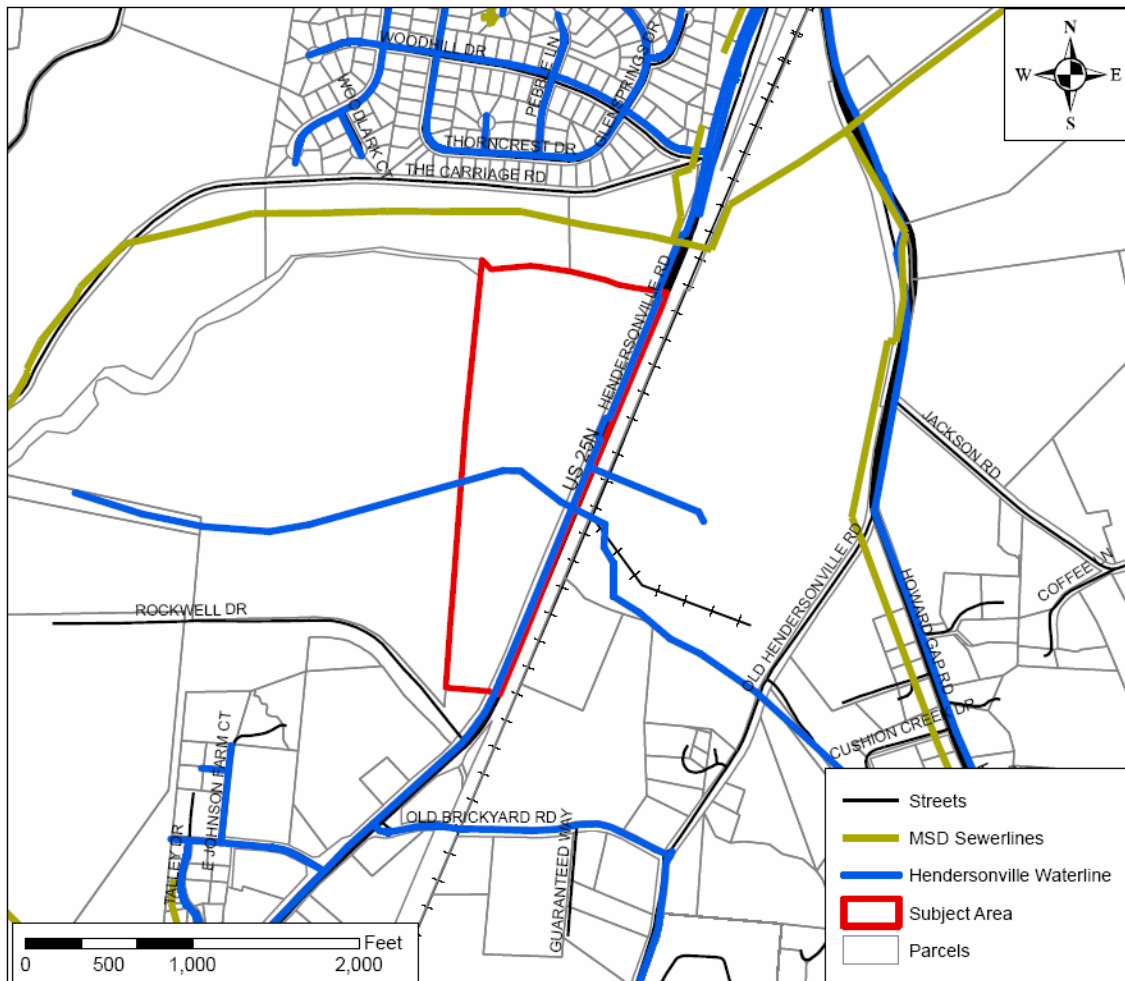 N
W E
S
WOODHILL DR
PEBBLE LN
GLENSPRINGS DR
WOODLARK CT
THORNCREST DR
THE CARRIAGE RD
HENDERSONVILLE RD
US 25N
JACKSON RD
COFFEE LN
ROCKWELL DR
OLD HENDERSONVILLE RD
HOWARD GAP RD
CUSHION CREEK DR
E JOHNSON FARM CT
TALLEY DR
OLD BRICKYARD RD
GUARANTEED WAY
Streets
MSD Sewerlines
Hendersonville Waterline
Subject Area
Parcels
Feet
0 500 1,000 2,000